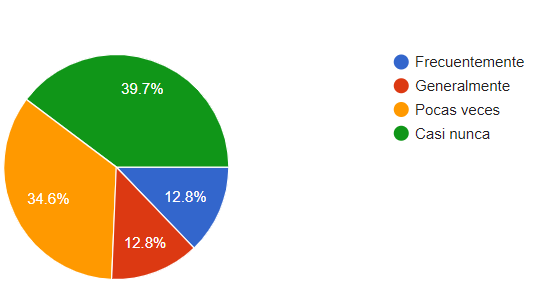 39.7%
34.6%
12.8%
12.8%
Frecuentemente
Generalmente
Pocas veces
Casi nunca